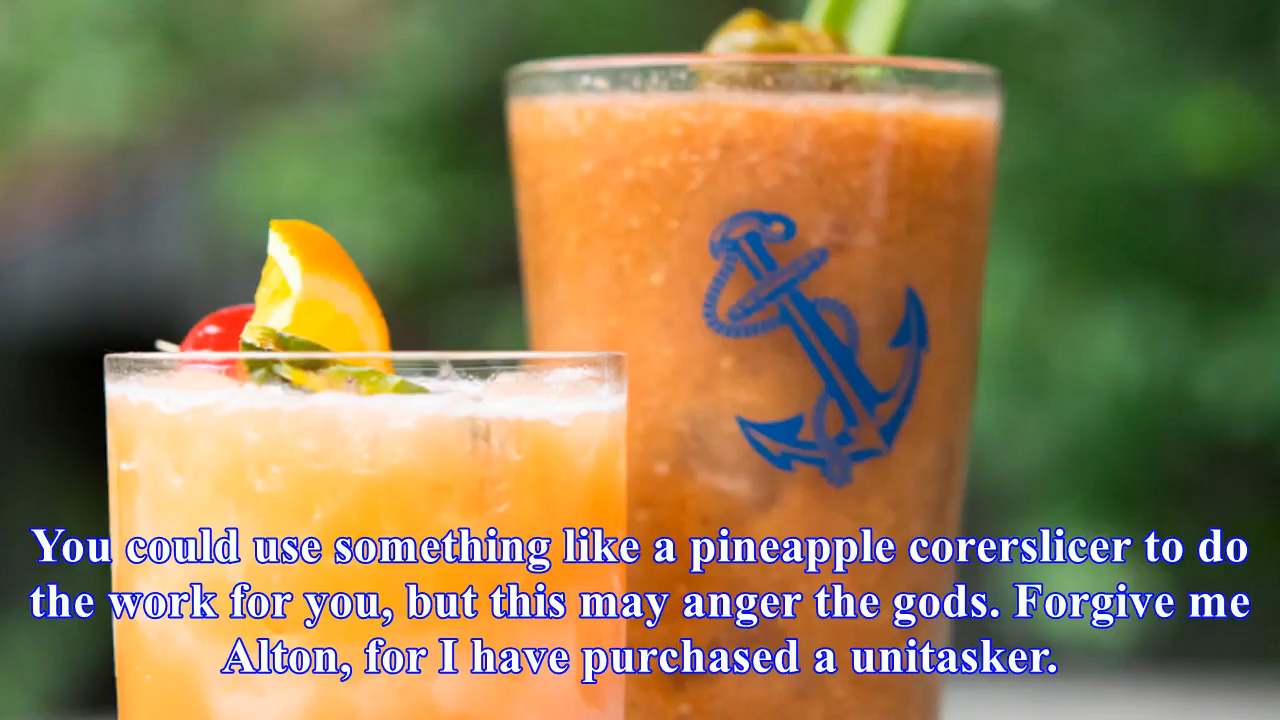 You could use something like a pineapple corerslicer to do
the work for you, but this may anger the gods. Forgive me
Alton, for I have purchased a unitasker.